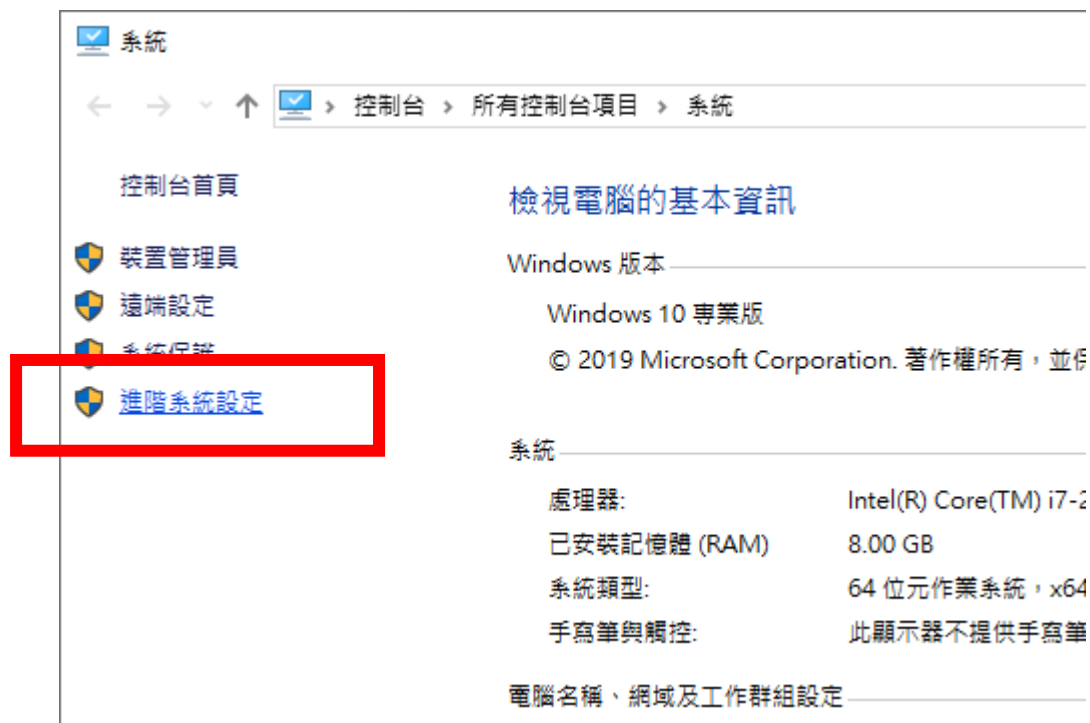 系統
控制台 › 所有控制台項目 › 系統
控制台首頁
裝置管理員
遠端設定
系統保護
進階系統設定
檢視電腦的基本資訊
Windows 版本
Windows 10 專業版
© 2019 Microsoft Corporation. 著作權所有，並
系統
處理器: Intel(R) Core(TM) i7-2
已安裝記憶體 (RAM) 8.00 GB
系統類型: 64 位元作業系統，x64
手寫筆與觸控: 此顯示器不提供手寫筆
電腦名稱、網域及工作群組設定